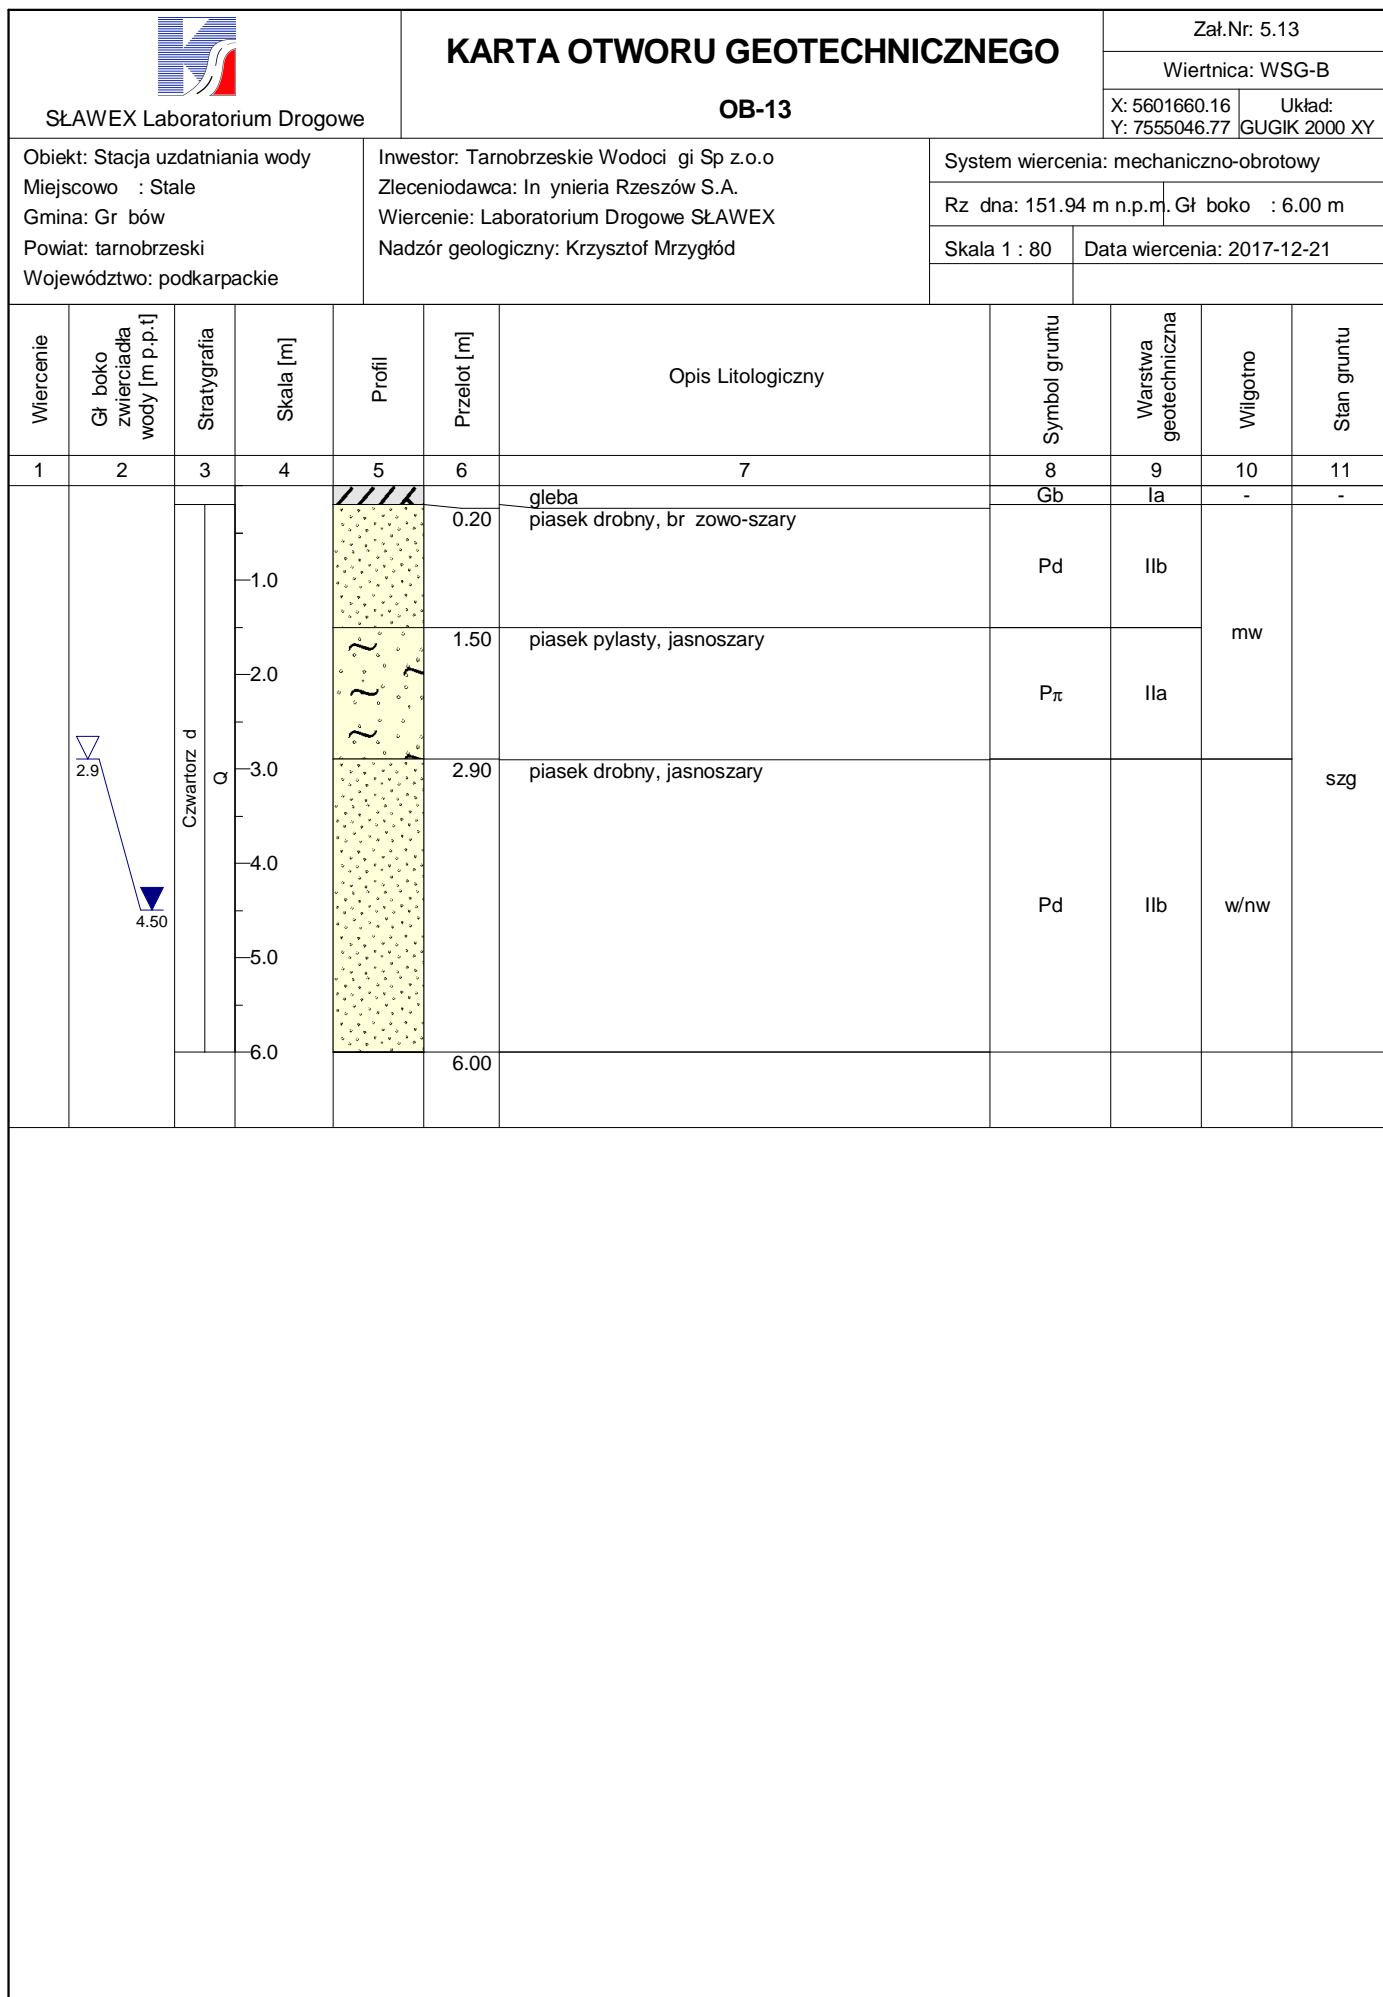 SŁAWEX Laboratorium Drogowe
KARTA OTWORU GEOTECHNICZNEGO
OB-13
Zał.Nr: 5.13
Wiertnica: WSG-B
X: 5601660.16
Y: 7555046.77
Układ:
GUGIK 2000 XY
Obiekt: Stacja uzdatniania wody
Miejscowo : Stale
Gmina: Gr bów
Powiat: tarnobrzeski
Województwo: podkarpackie
Inwestor: Tarnobrzeskie Wodoci gi Sp z.o.o
Zleceniodawca: In ynieria Rzeszów S.A.
Wiercenie: Laboratorium Drogowe SŁAWEX
Nadzór geologiczny: Krzysztof Mrzygłód
System wiercenia: mechaniczno-obrotowy
Rz dna: 151.94 m n.p.m. Gł boko : 6.00 m
Skala 1 : 80 Data wiercenia: 2017-12-21
Wiercenie
Gł boko
zwierciadła
wody [m p.p.t]
Stratygrafia
Skala [m]
Profil
Przelot [m]
Opis Litologiczny
Symbol gruntu
Warstwa
geotechniczna
Wilgotno
Stan gruntu
1 2 3 4 5 6 7 8 9 10 11
gleba Gb Ia - -
0.20 piasek drobny, br zowo-szary
Pd IIb
1.0
1.50 piasek pylasty, jasnoszary
mw
2.0
Pπ IIa
2.9
Czwartorz d
Q
3.0
2.90 piasek drobny, jasnoszary
szg
4.0
4.50
Pd IIb w/nw
5.0
6.0
6.00